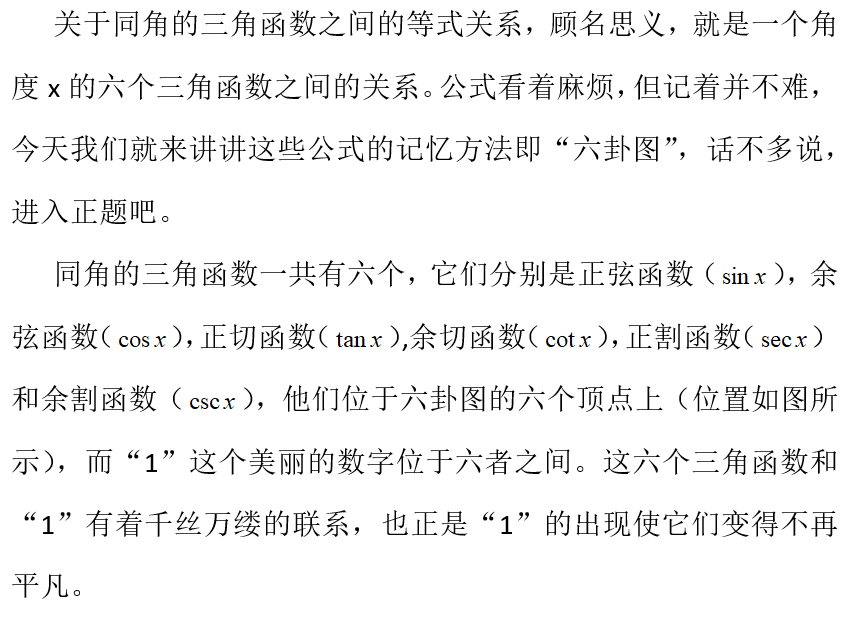 关于同角的三角函数之间的等式关系，顾名思义，就是一个角
度 x 的六个三角函数之间的关系。公式看着麻烦，但记着并不难，
今天我们就来讲讲这些公式的记忆方法即“六卦图”，话不多说，
进入正题吧。
同角的三角函数一共有六个，它们分别是正弦函数（sin x），余
弦函数（cos x），正切函数（tan x）,余切函数（cot x），正割函数（sec x）
和余割函数（csc x），他们位于六卦图的六个顶点上（位置如图所
示），而“1”这个美丽的数字位于六者之间。这六个三角函数和
“1”有着千丝万缕的联系，也正是“1”的出现使它们变得不再
平凡。